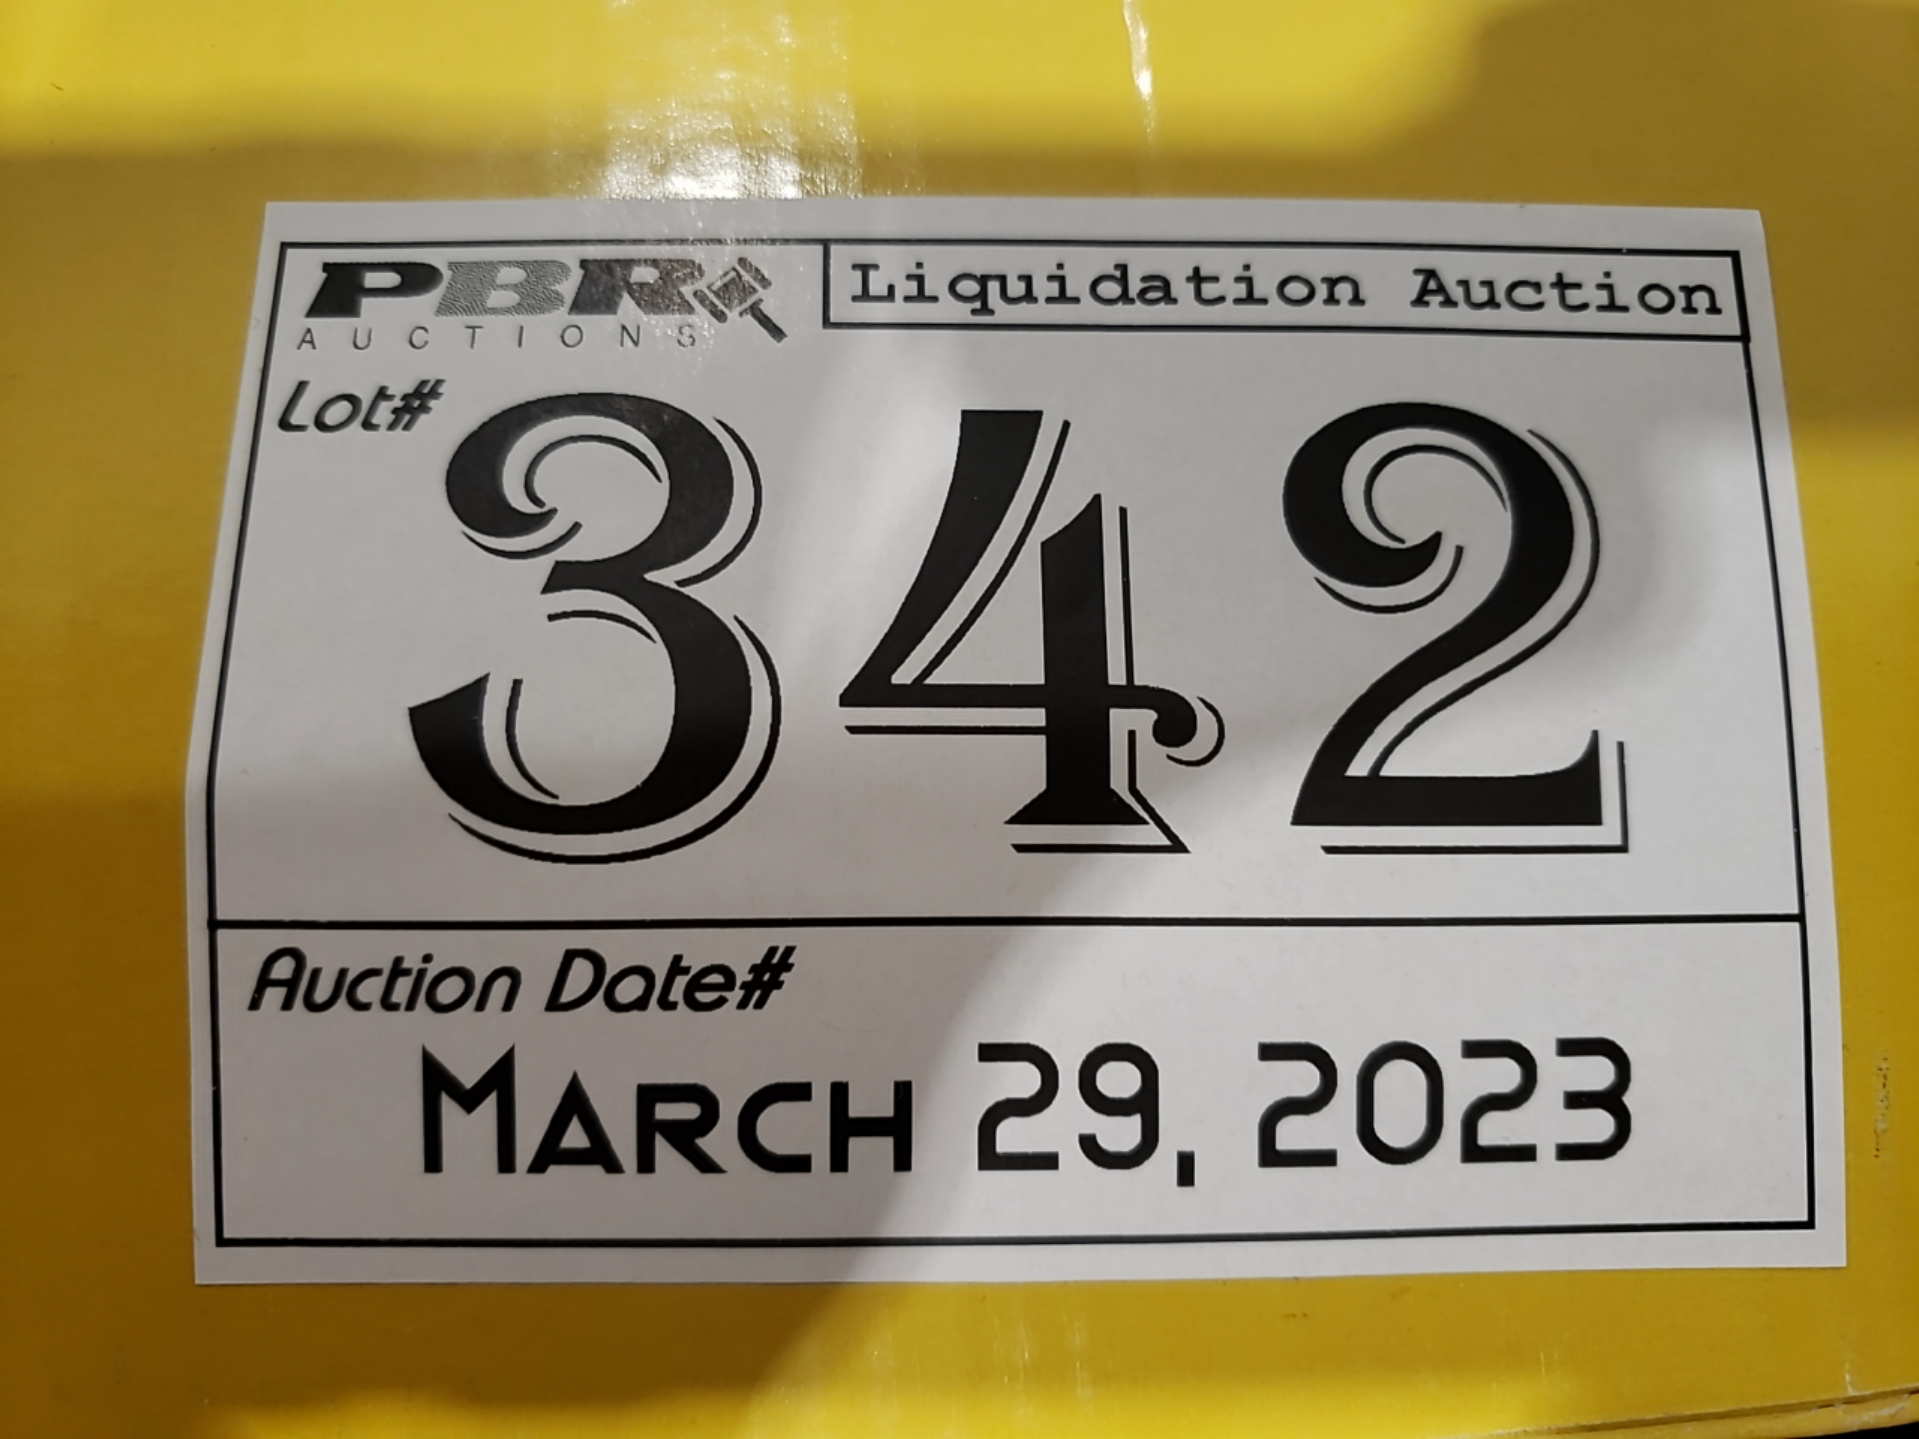 PBR
AUCTIONS
Liquidation Auction
Lot#
342
Auction Date#
March 29, 2023